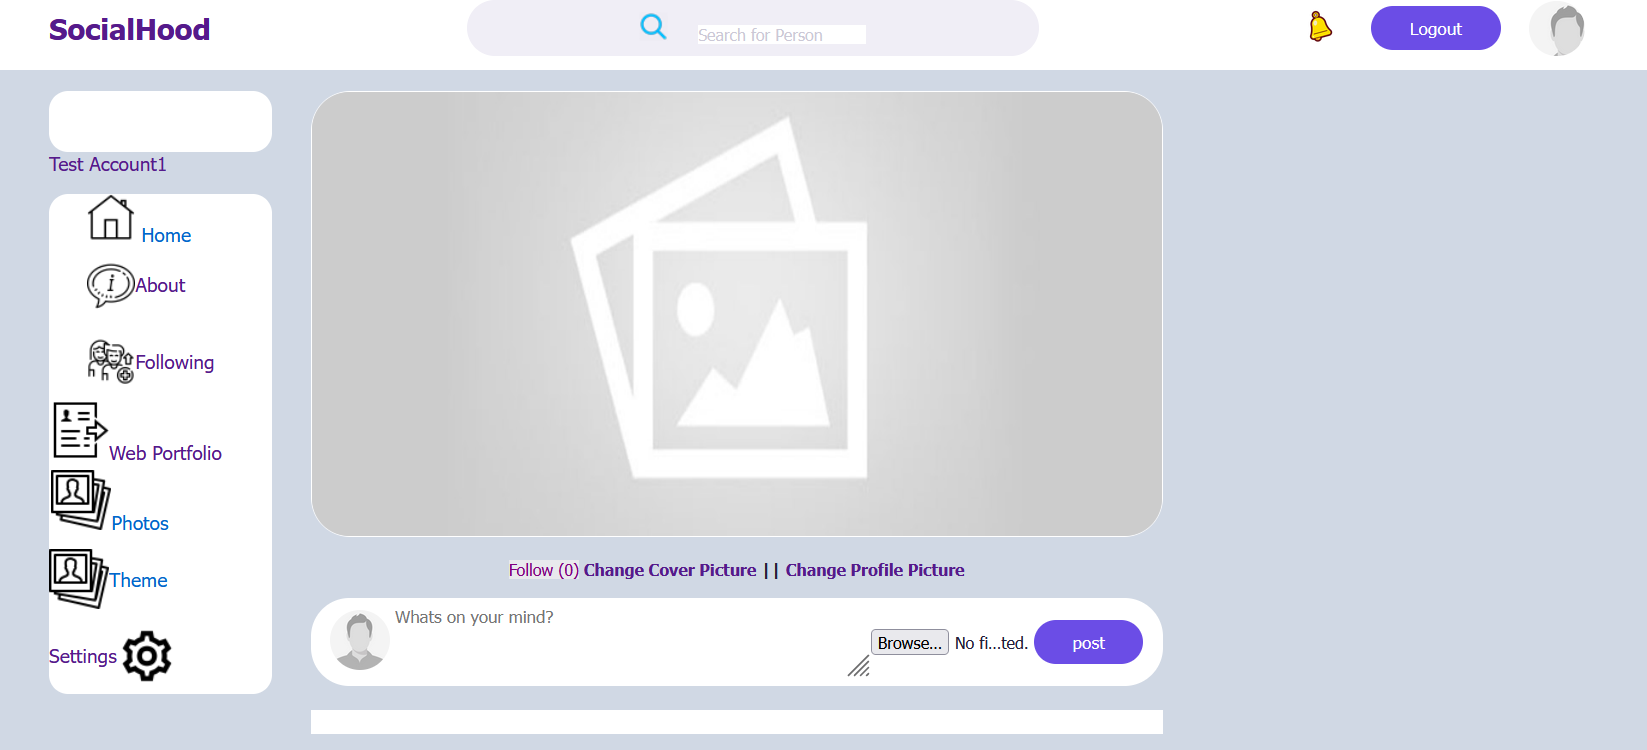 SocialHood
Search for Person
Logout
Test Account1
Home
i
About
Following
Web Portfolio
Photos
Theme
Settings
Follow (0) Change Cover Picture || Change Profile Picture
Whats on your mind?
Browse... No fi...ted.
post